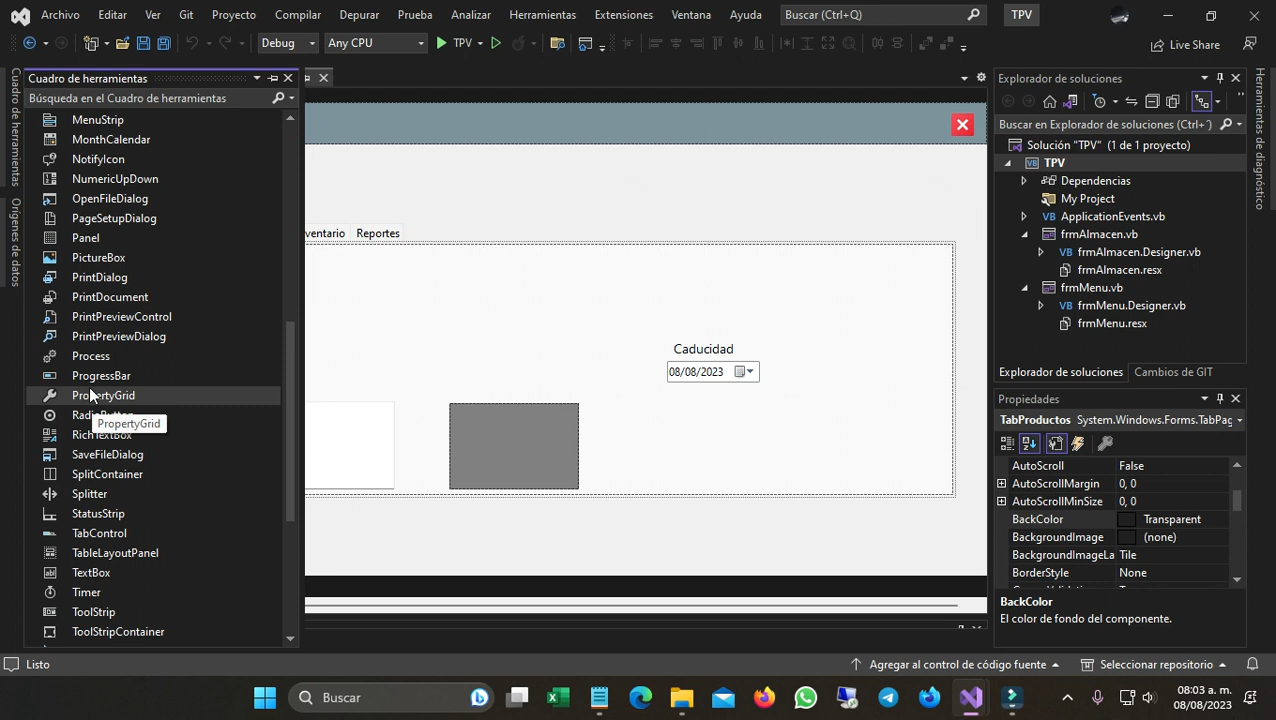 Archivo Editar Ver Git Proyecto Compilar Depurar Prueba Analizar Herramientas Extensiones Ventana Ayuda Buscar (Ctrl+Q) TPV
Debug Any CPU TPV Live Share
Cuadro de herramientas
Orígenes de datos
Cuadro de herramientas
Búsqueda en el Cuadro de herramientas
MenuStrip
MonthCalendar
NotifyIcon
NumericUpDown
OpenFileDialog
PageSetupDialog
Panel
PictureBox
PrintDialog
PrintDocument
PrintPreviewControl
PrintPreviewDialog
Process
ProgressBar
PropertyGrid
PropertyGrid
RichTextBox
SaveFileDialog
SplitContainer
Splitter
StatusStrip
TabControl
TableLayoutPanel
TextBox
Timer
ToolStrip
ToolStripContainer
ventario Reportes
Caducidad
08/08/2023
Explorador de soluciones
Buscar en Explorador de soluciones (Ctrl+´)
Solución "TPV" (1 de 1 proyecto)
TPV
Dependencias
My Project
ApplicationEvents.vb
frmAlmacen.vb
frmAlmacen.Designer.vb
frmAlmacen.resx
frmMenu.vb
frmMenu.Designer.vb
frmMenu.resx
Explorador de soluciones Cambios de GIT
Propiedades
TabProductos System.Windows.Forms.TabPag
AutoScroll False
AutoScrollMargin 0, 0
AutoScrollMinSize 0, 0
BackColor Transparent
BackgroundImage (none)
BackgroundImageLa Tile
BorderStyle None
BackColor
El color de fondo del componente.
Herramientas de diagnóstico
Listo Agregar al control de código fuente Seleccionar repositorio
Buscar
08:03 a. m.
08/08/2023